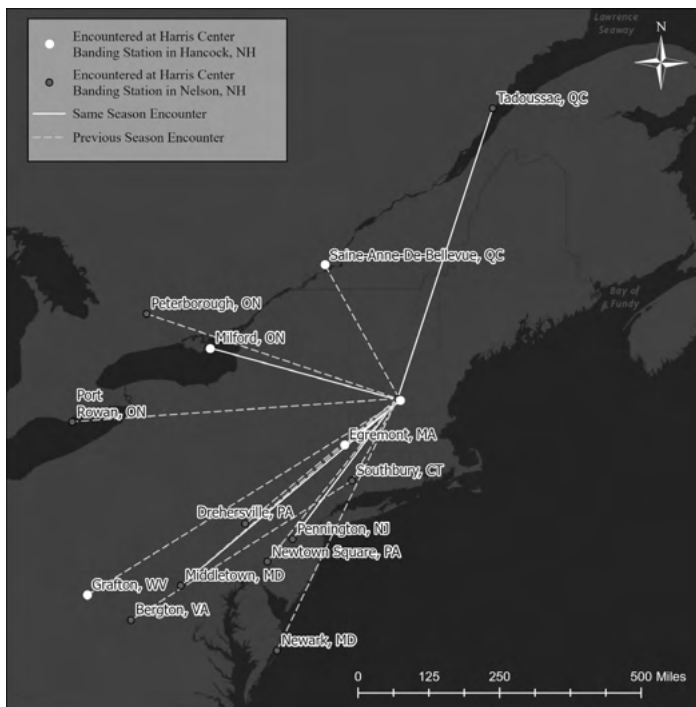 Encountered at Harris Center
Banding Station in Hancock, NH
Encountered at Harris Center
Banding Station in Nelson, NH
Same Season Encounter
Previous Season Encounter
Lawrence
Seaway
N
Tadoussac, QC
Saine-Anne-De-Bellevue, QC
Bay of
Fundy
Peterborough, ON
Milford, ON
Port
Rowan, ON
Egremont, MA
Southbury, CT
Drehersville, PA
Pennington, NJ
Newtown Square, PA
Middletown, MD
Grafton, WV
Bergton, VA
Newark, MD
0 125 250 500 Miles